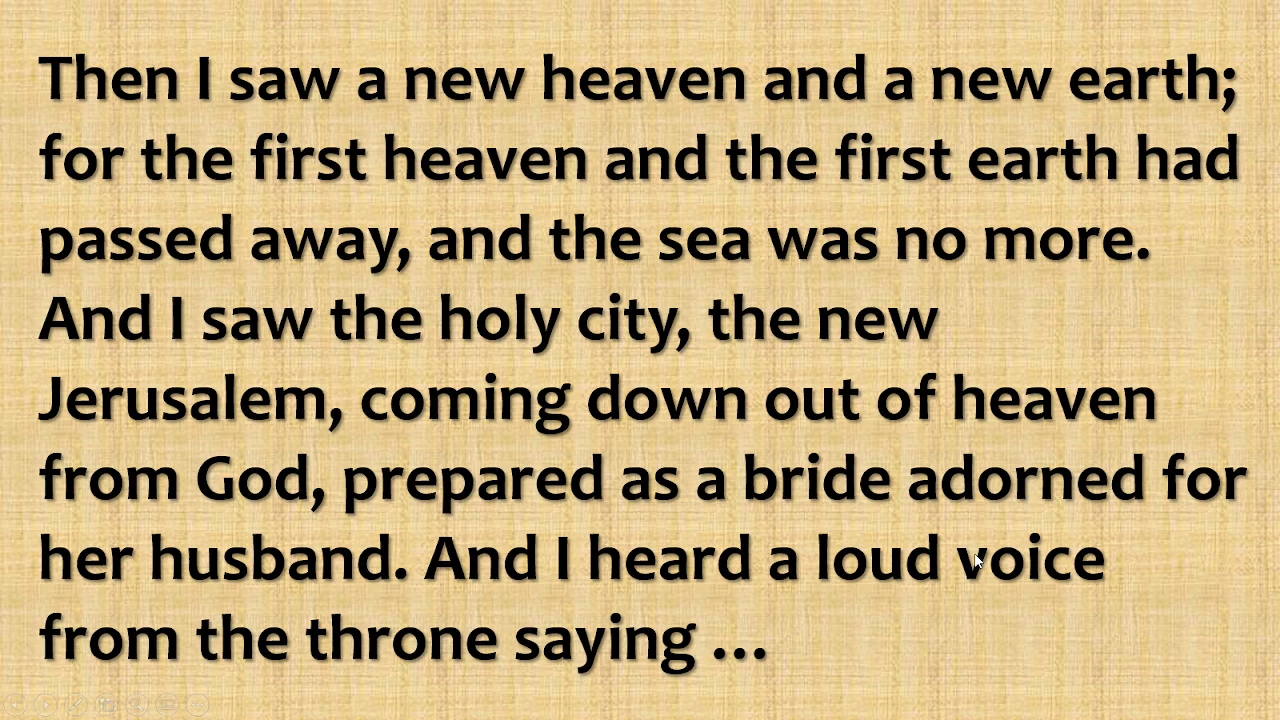 Then I saw a new heaven and a new earth;
for the first heaven and the first earth had
passed away, and the sea was no more.
And I saw the holy city, the new
Jerusalem, coming down out of heaven
from God, prepared as a bride adorned for
her husband. And I heard a loud voice
from the throne saying …